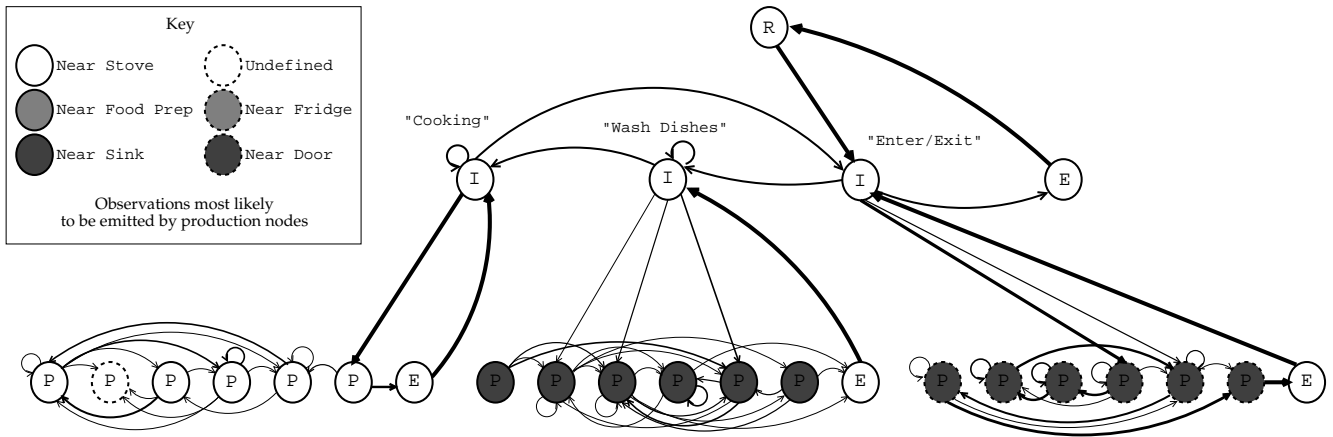 Key
Near Stove
Undefined
Near Food Prep
Near Fridge
Near Sink
Near Door
Observations most likely
to be emitted by production nodes
R
"Cooking"
"Wash Dishes"
"Enter/Exit"
I
I
I
E
P
P
P
P
P
P
E
P
P
P
P
P
P
E
P
P
P
P
P
P
E